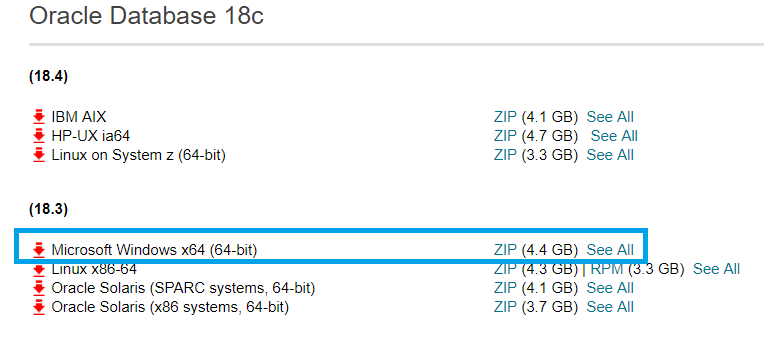 Oracle Database 18c
(18.4)
IBM AIX ZIP (4.1 GB) See All
HP-UX ia64 ZIP (4.7 GB) See All
Linux on System z (64-bit) ZIP (3.3 GB) See All
(18.3)
Microsoft Windows x64 (64-bit) ZIP (4.4 GB) See All
Linux x86-64 ZIP (4.3 GB) | RPM (3.3 GB) See All
Oracle Solaris (SPARC systems, 64-bit) ZIP (4.1 GB) See All
Oracle Solaris (x86 systems, 64-bit) ZIP (3.7 GB) See All